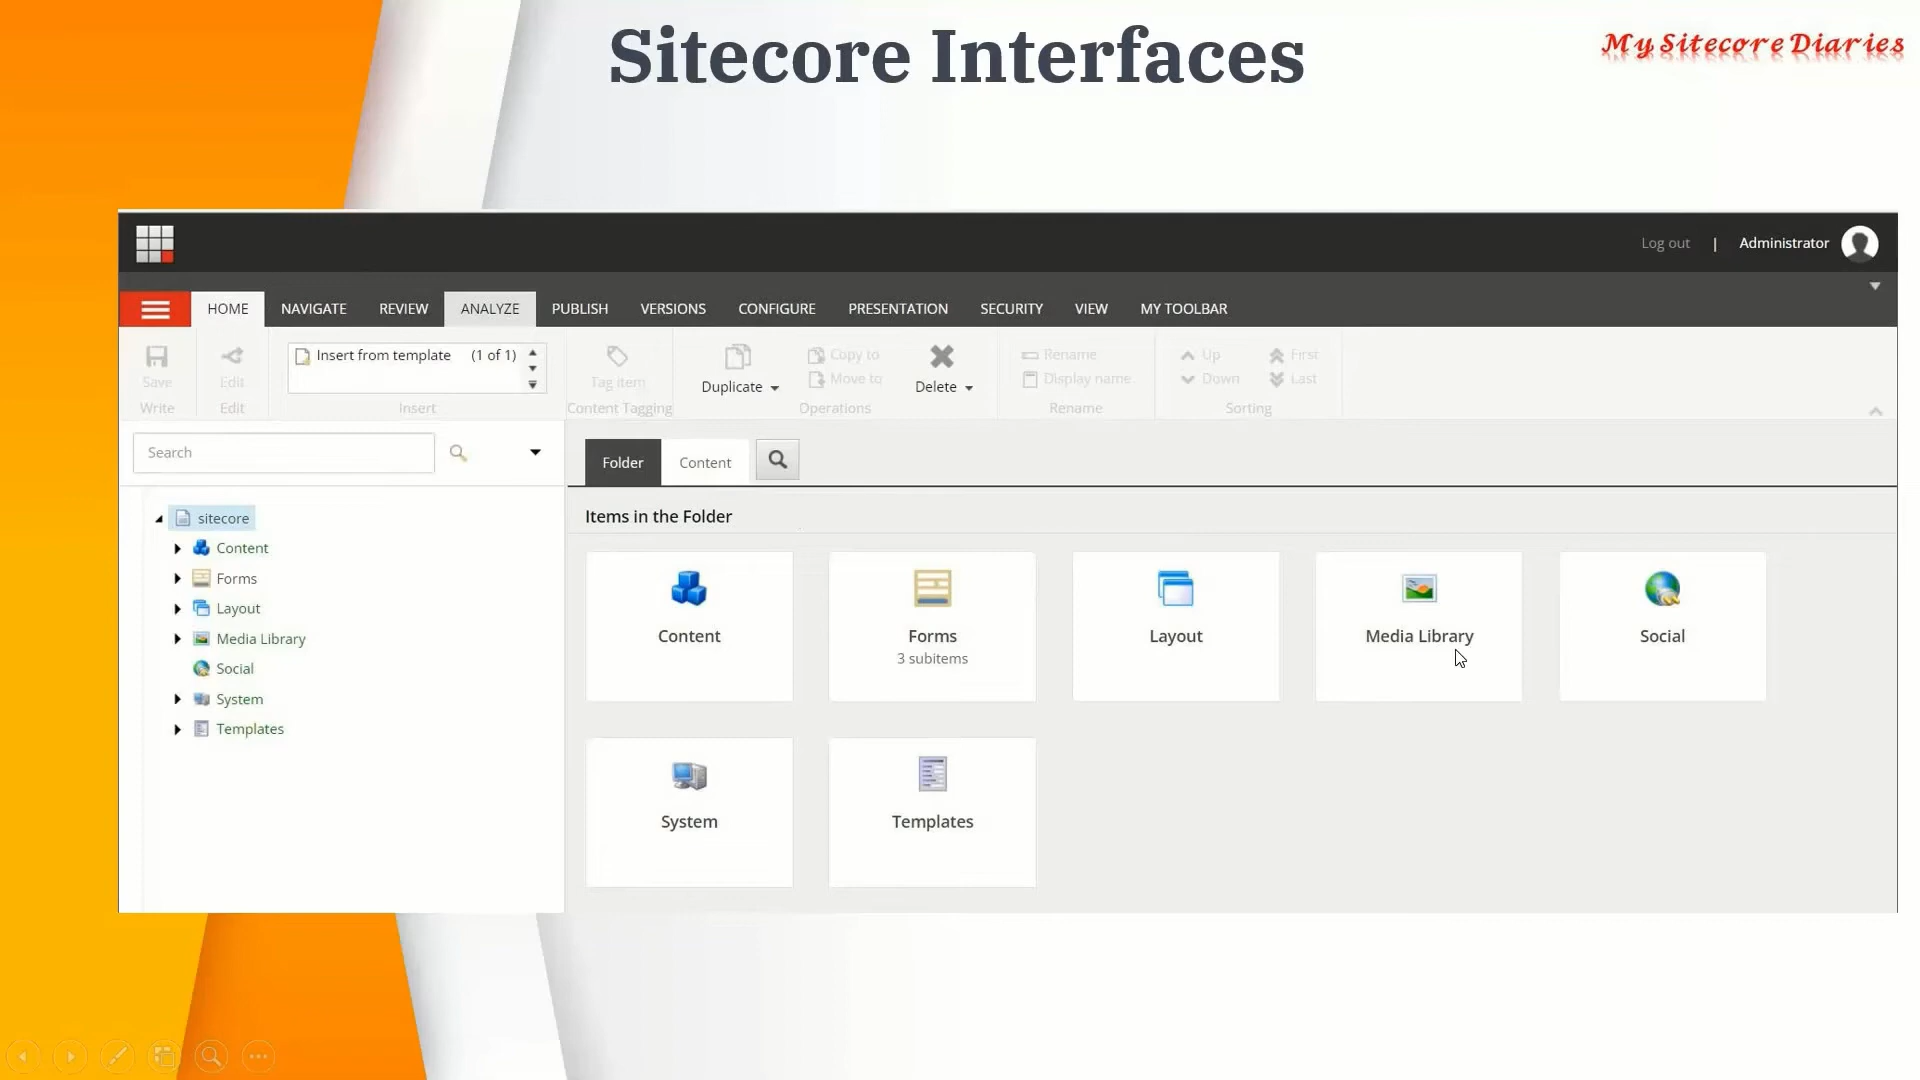 Sitecore Interfaces
My Sitecore Diaries
Log out | Administrator
HOME NAVIGATE REVIEW ANALYZE PUBLISH VERSIONS CONFIGURE PRESENTATION SECURITY VIEW MY TOOLBAR
Insert from template (1 of 1)
Copy to
Rename
Up
First
Save
Edit
Tag item
Duplicate
Move to
Delete
Display name
Down
Last
Write
Edit
Insert
Content Tagging
Operations
Rename
Sorting
Search
Folder
Content
sitecore
Content
Forms
Layout
Media Library
Social
System
Templates
Items in the Folder
Content
Forms
3 subitems
Layout
Media Library
Social
System
Templates